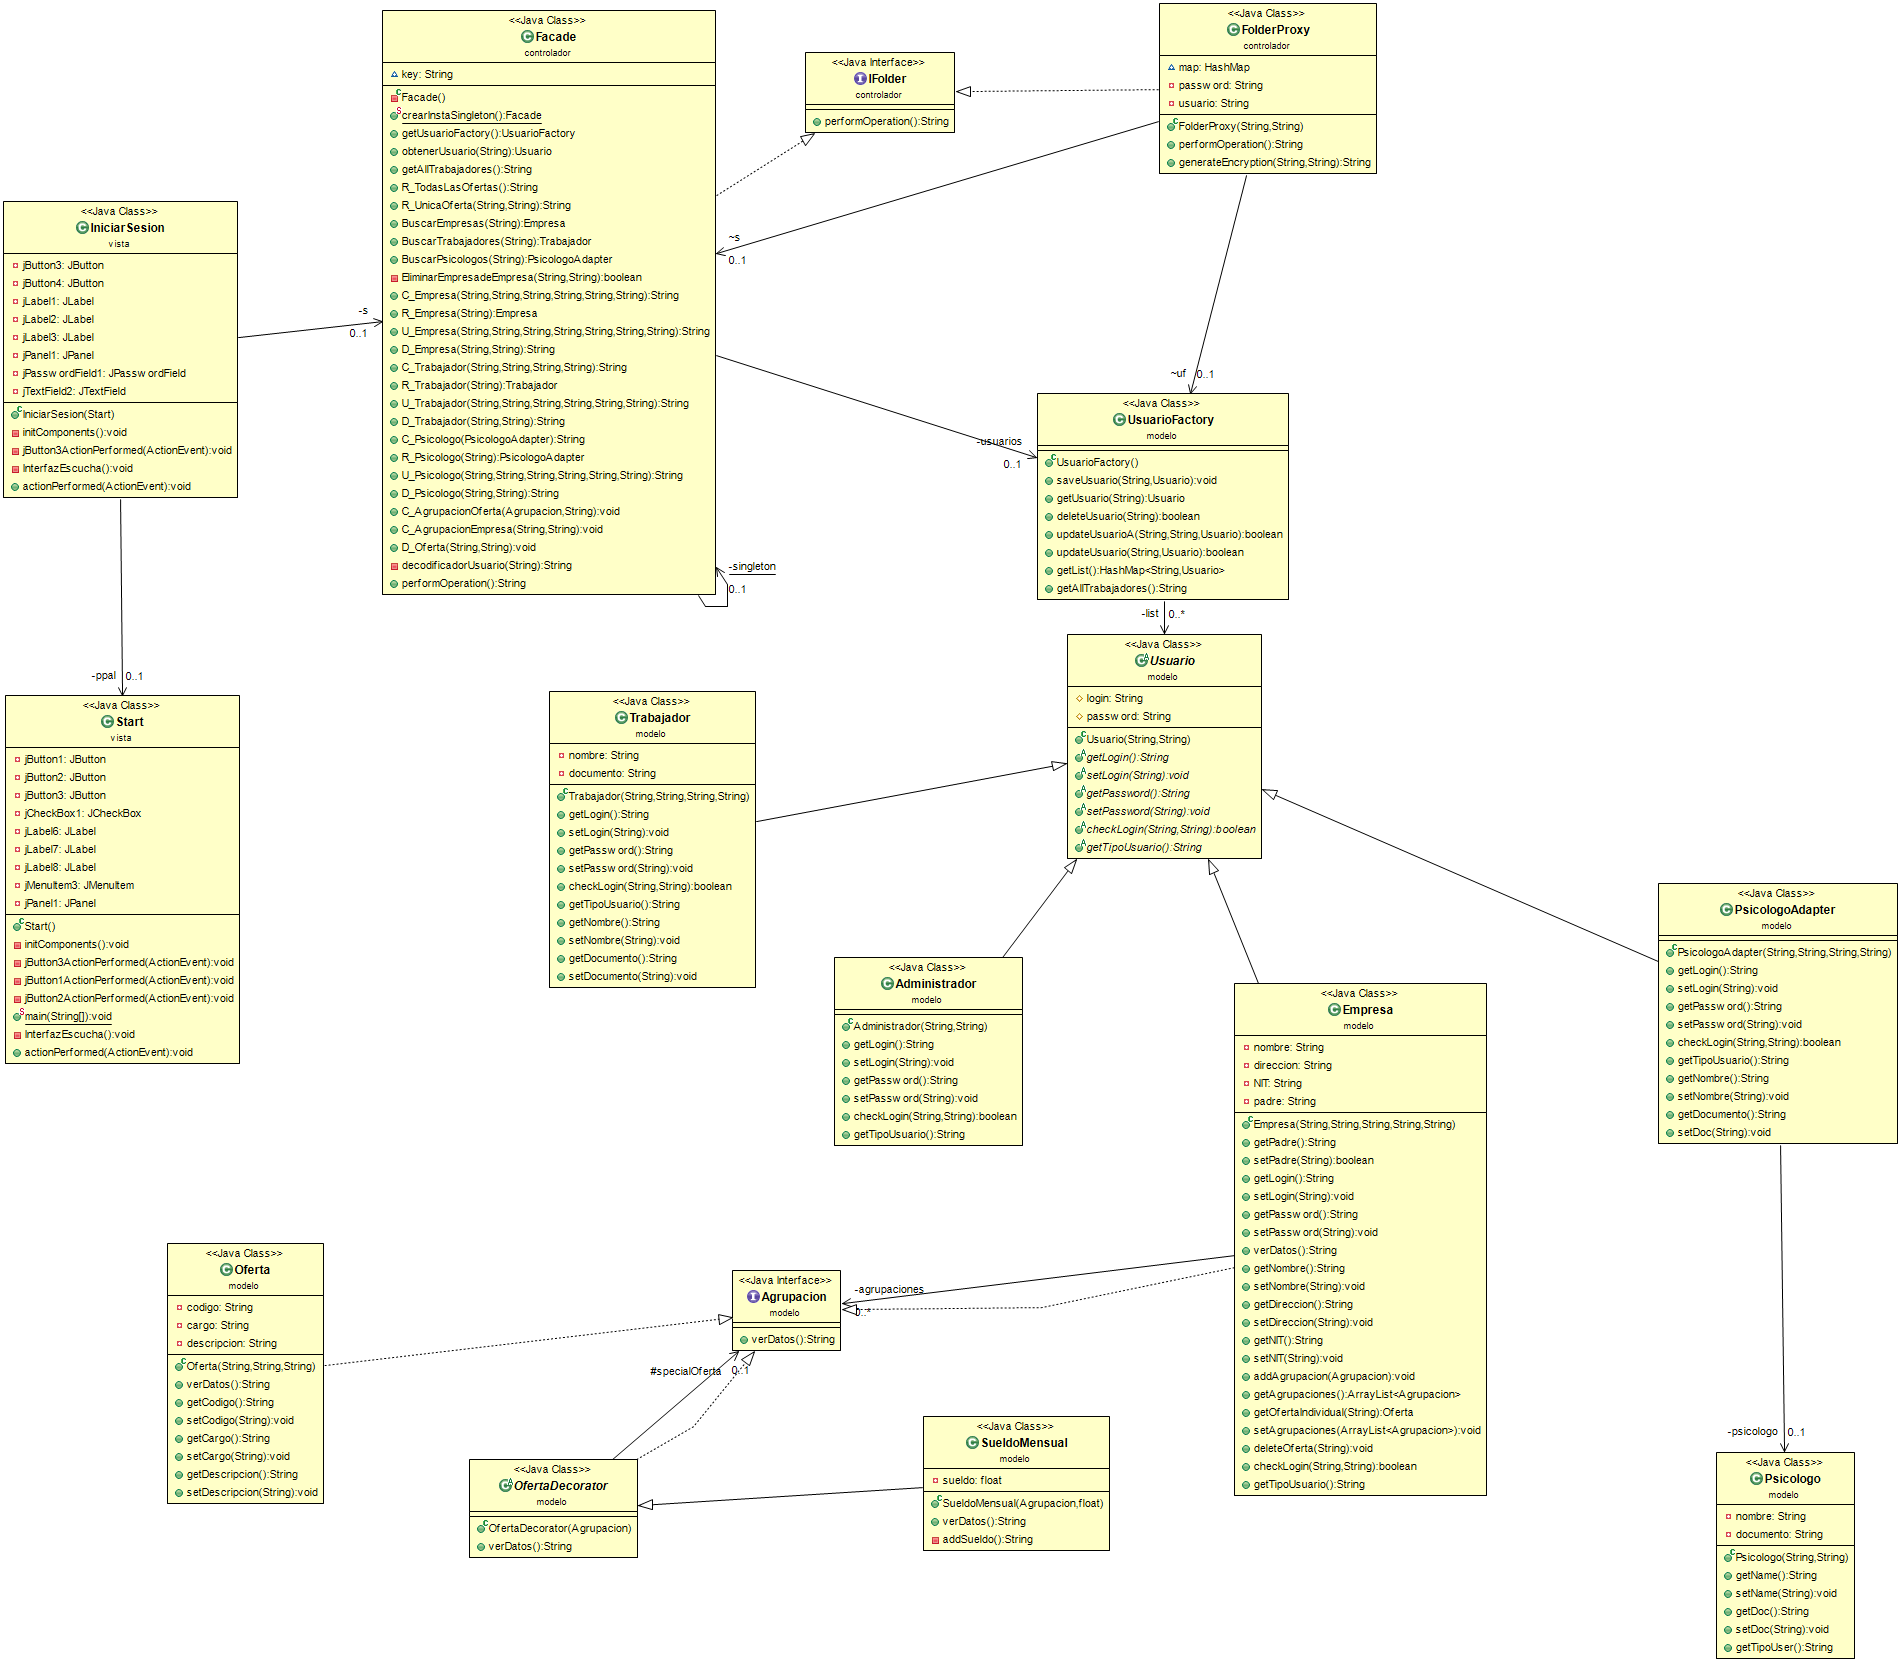 <<Java Class>>
Facade
controlador
key: String
Facade()
crearInstaSingleton():Facade
getUsuarioFactory():UsuarioFactory
obtenerUsuario(String):Usuario
getAllTrabajadores():String
R_TodasLasOfertas():String
R_UnicaOferta(String,String):String
BuscarEmpresas(String):Empresa
BuscarTrabajadores(String):Trabajador
BuscarPsicologos(String):PsicologoAdapter
EliminarEmpresadeEmpresa(String,String):boolean
C_Empresa(String,String,String,String,String,String):String
R_Empresa(String):Empresa
U_Empresa(String,String,String,String,String,String,String):String
D_Empresa(String,String):String
C_Trabajador(String,String,String,String):String
R_Trabajador(String):Trabajador
U_Trabajador(String,String,String,String,String,String):String
D_Trabajador(String,String):String
C_Psicologo(PsicologoAdapter):String
R_Psicologo(String):PsicologoAdapter
U_Psicologo(String,String,String,String,String,String):String
D_Psicologo(String,String):String
C_AgrupacionOferta(Agrupacion,String):void
C_AgrupacionEmpresa(String,String):void
D_Oferta(String,String):void
decodificadorUsuario(String):String
performOperation():String
-singleton
0..1
<<Java Interface>>
IFolder
controlador
performOperation():String
<<Java Class>>
FolderProxy
controlador
map: HashMap
password: String
usuario: String
FolderProxy(String,String)
performOperation():String
generateEncryption(String,String):String
~s
0..1
~uf
0..1
<<Java Class>>
IniciarSesion
vista
jButton3: JButton
jButton4: JButton
jLabel1: JLabel
jLabel2: JLabel
jLabel3: JLabel
jPanel1: JPanel
jPasswordField1: JPasswordField
jTextField2: JTextField
IniciarSesion(Start)
initComponents():void
jButton3ActionPerformed(ActionEvent):void
InterfazEscucha():void
actionPerformed(ActionEvent):void
-s
0..1
-ppal
0..1
<<Java Class>>
UsuarioFactory
modelo
UsuarioFactory()
saveUsuario(String,Usuario):void
getUsuario(String):Usuario
deleteUsuario(String):boolean
updateUsuarioA(String,String,Usuario):boolean
updateUsuario(String,Usuario):boolean
getList():HashMap<String,Usuario>
getAllTrabajadores():String
-usuarios
0..1
-list
0..*
<<Java Class>>
Usuario
modelo
login: String
password: String
Usuario(String,String)
getLogin():String
setLogin(String):void
getPassword():String
setPassword(String):void
checkLogin(String,String):boolean
getTipoUsuario():String
<<Java Class>>
Start
vista
jButton1: JButton
jButton2: JButton
jButton3: JButton
jCheckBox1: JCheckBox
jLabel6: JLabel
jLabel7: JLabel
jLabel8: JLabel
jMenuItem3: JMenuItem
jPanel1: JPanel
Start()
initComponents():void
jButton3ActionPerformed(ActionEvent):void
jButton1ActionPerformed(ActionEvent):void
jButton2ActionPerformed(ActionEvent):void
main(String[]):void
InterfazEscucha():void
actionPerformed(ActionEvent):void
<<Java Class>>
Trabajador
modelo
nombre: String
documento: String
Trabajador(String,String,String,String)
getLogin():String
setLogin(String):void
getPassword():String
setPassword(String):void
checkLogin(String,String):boolean
getTipoUsuario():String
getNombre():String
setNombre(String):void
getDocumento():String
setDocumento(String):void
<<Java Class>>
Administrador
modelo
Administrador(String,String)
getLogin():String
setLogin(String):void
getPassword():String
setPassword(String):void
checkLogin(String,String):boolean
getTipoUsuario():String
<<Java Class>>
Empresa
modelo
nombre: String
direccion: String
NIT: String
padre: String
Empresa(String,String,String,String,String)
getPadre():String
setPadre(String):boolean
getLogin():String
setLogin(String):void
getPassword():String
setPassword(String):void
verDatos():String
getNombre():String
setNombre(String):void
getDireccion():String
setDireccion(String):void
getNIT():String
setNIT(String):void
addAgrupacion(Agrupacion):void
getAgrupaciones():ArrayList<Agrupacion>
getOfertaIndividual(String):Oferta
setAgrupaciones(ArrayList<Agrupacion>):void
deleteOferta(String):void
checkLogin(String,String):boolean
getTipoUsuario():String
<<Java Class>>
PsicologoAdapter
modelo
PsicologoAdapter(String,String,String,String)
getLogin():String
setLogin(String):void
getPassword():String
setPassword(String):void
checkLogin(String,String):boolean
getTipoUsuario():String
getNombre():String
setNombre(String):void
getDocumento():String
setDoc(String):void
-psicologo
0..1
<<Java Class>>
Oferta
modelo
codigo: String
cargo: String
descripcion: String
Oferta(String,String,String)
verDatos():String
getCodigo():String
setCodigo(String):void
getCargo():String
setCargo(String):void
getDescripcion():String
setDescripcion(String):void
<<Java Interface>>
Agrupacion
modelo
verDatos():String
-agrupaciones
0..*
#specialOferta
0..1
<<Java Class>>
OfertaDecorator
modelo
OfertaDecorator(Agrupacion)
verDatos():String
<<Java Class>>
SueldoMensual
modelo
sueldo: float
SueldoMensual(Agrupacion,float)
verDatos():String
addSueldo():String
<<Java Class>>
Psicologo
modelo
nombre: String
documento: String
Psicologo(String,String)
getName():String
setName(String):void
getDoc():String
setDoc(String):void
getTipoUser():String